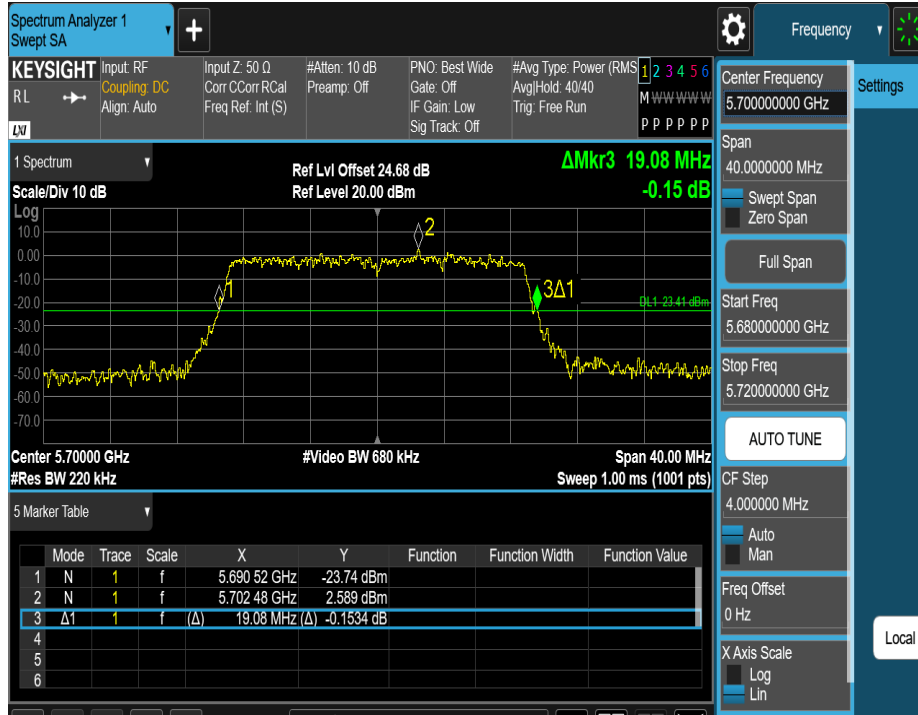 Spectrum Analyzer 1
Swept SA
+
Frequency
KEYSIGHT
RL
LXI
Input: RF
Coupling: DC
Align: Auto
Input Z: 50 Ω
Corr CCorr RCal
Freq Ref: Int (S)
#Atten: 10 dB
Preamp: Off
PNO: Best Wide
Gate: Off
IF Gain: Low
Sig Track: Off
#Avg Type: Power (RMS
Avg|Hold: 40/40
Trig: Free Run
1 2 3 4 5 6
M W W W W W
P P P P P P
1 Spectrum
Scale/Div 10 dB
Ref Lvl Offset 24.68 dB
Ref Level 20.00 dBm
ΔMkr3 19.08 MHz
-0.15 dB
Log
10.0
0.00
-10.0
-20.0
-30.0
-40.0
-50.0
-60.0
-70.0
2
1
3Δ1
DL1 -23.41 dBm
Center 5.70000 GHz
#Res BW 220 kHz
#Video BW 680 kHz
Span 40.00 MHz
Sweep 1.00 ms (1001 pts)
5 Marker Table
Mode Trace Scale X Y Function Function Width Function Value
1 N 1 f 5.690 52 GHz -23.74 dBm
2 N 1 f 5.702 48 GHz 2.589 dBm
3 Δ1 1 f (Δ) 19.08 MHz (Δ) -0.1534 dB
4
5
6
Center Frequency
5.700000000 GHz
Settings
Span
40.0000000 MHz
Swept Span
Zero Span
Full Span
Start Freq
5.680000000 GHz
Stop Freq
5.720000000 GHz
AUTO TUNE
CF Step
4.000000 MHz
Auto
Man
Freq Offset
0 Hz
Local
X Axis Scale
Log
Lin